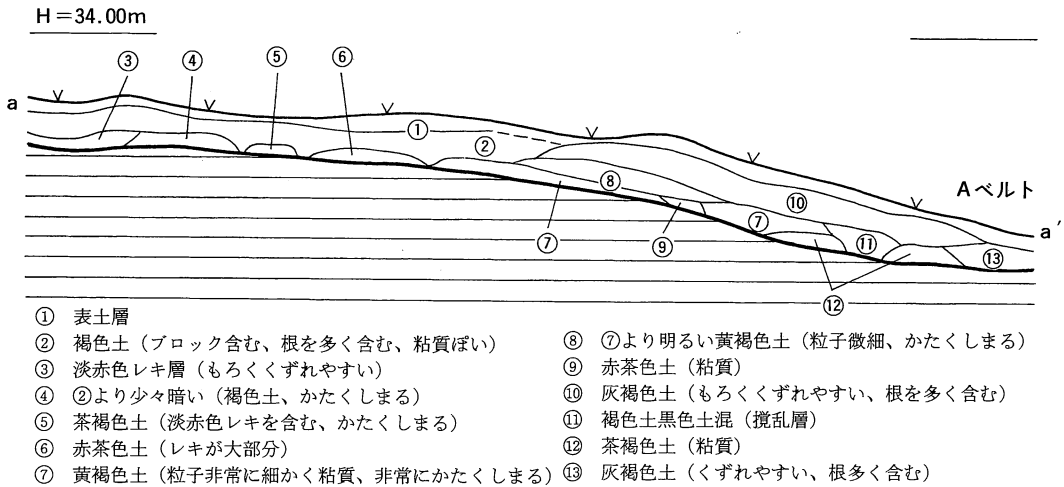 H=34.00m
③ ④ ⑤ ⑥
a
① ② ⑧ ⑩ Aベルト
⑦ ⑨ ⑦ ⑪ ⑬ a′
⑫
① 表土層
② 褐色土（ブロック含む、根を多く含む、粘質ぽい）
③ 淡赤色レキ層（もろくくずれやすい）
④ ②より少々暗い（褐色土、かたくしまる）
⑤ 茶褐色土（淡赤色レキを含む、かたくしまる）
⑥ 赤茶色土（レキが大部分）
⑦ 黄褐色土（粒子非常に細かく粘質、非常にかたくしまる）
⑧ ⑦より明るい黄褐色土（粒子微細、かたくしまる）
⑨ 赤茶色土（粘質）
⑩ 灰褐色土（もろくくずれやすい、根を多く含む）
⑪ 褐色土黒色土混（撹乱層）
⑫ 茶褐色土（粘質）
⑬ 灰褐色土（くずれやすい、根多く含む）